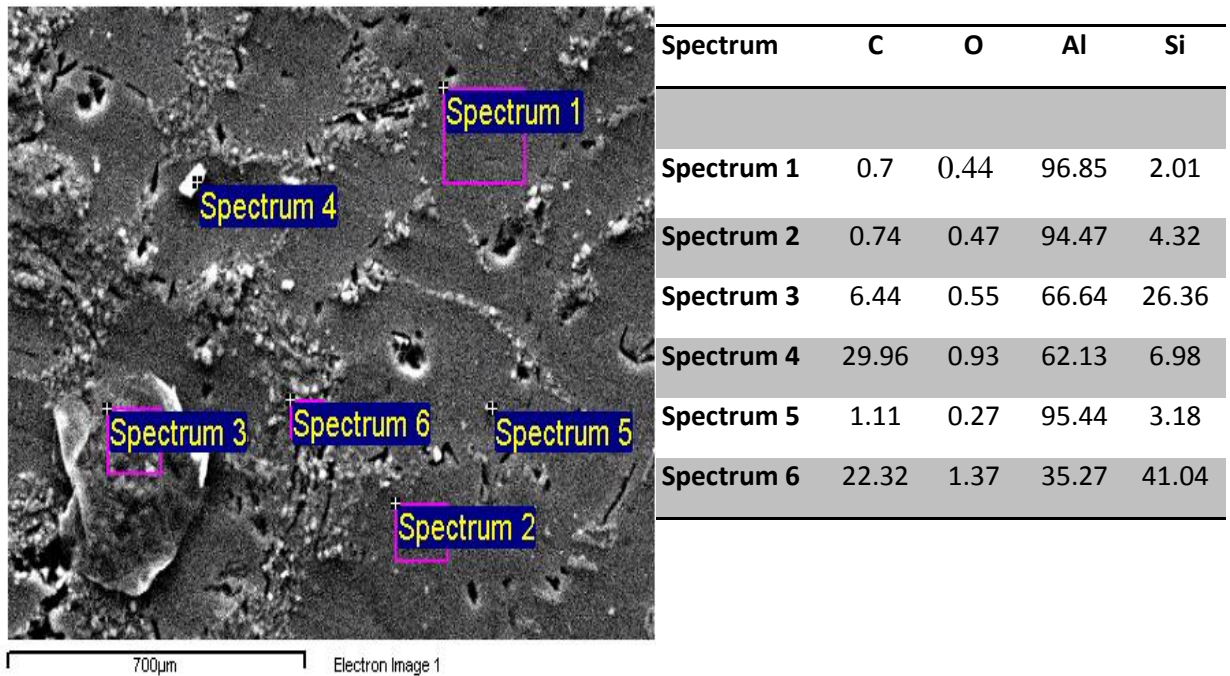 Spectrum 1
Spectrum 4
Spectrum 3
Spectrum 6
Spectrum 5
Spectrum 2
700µm Electron Image 1
Spectrum C O Al Si
Spectrum 1 0.7 0.44 96.85 2.01
Spectrum 2 0.74 0.47 94.47 4.32
Spectrum 3 6.44 0.55 66.64 26.36
Spectrum 4 29.96 0.93 62.13 6.98
Spectrum 5 1.11 0.27 95.44 3.18
Spectrum 6 22.32 1.37 35.27 41.04